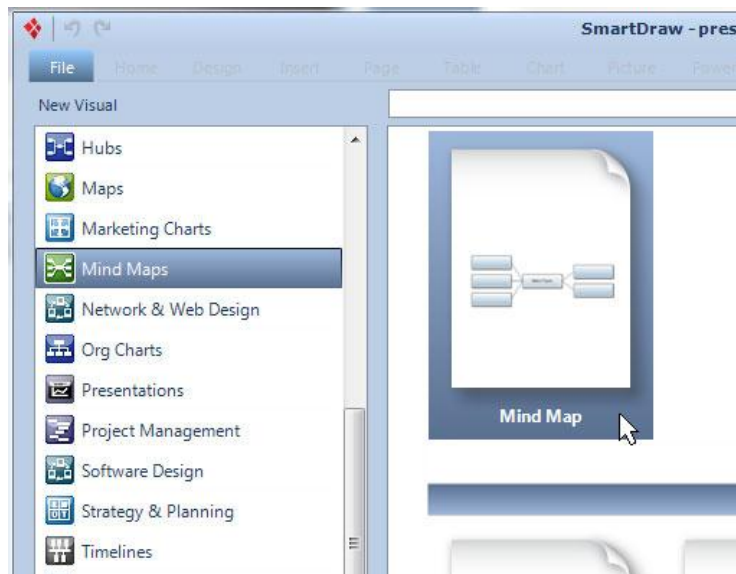 SmartDraw - pres
File Home Design Insert Page Table Chart Picture Power
New Visual
Hubs
Maps
Marketing Charts
Mind Maps
Network & Web Design
Org Charts
Presentations
Project Management
Software Design
Strategy & Planning
Timelines
Mind Map